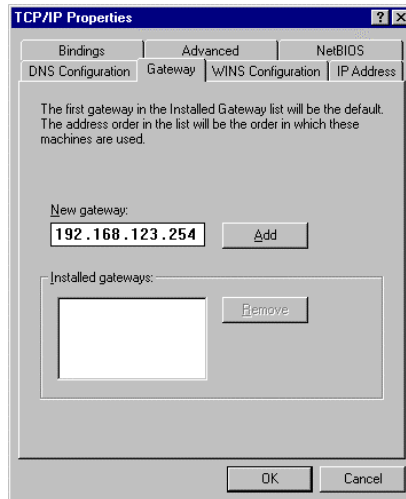 TCP/IP Properties
? ×
Bindings Advanced NetBIOS
DNS Configuration Gateway WINS Configuration IP Address
The first gateway in the Installed Gateway list will be the default.
The address order in the list will be the order in which these
machines are used.
New gateway:
192.168.123.254 Add
Installed gateways:
Remove
OK Cancel